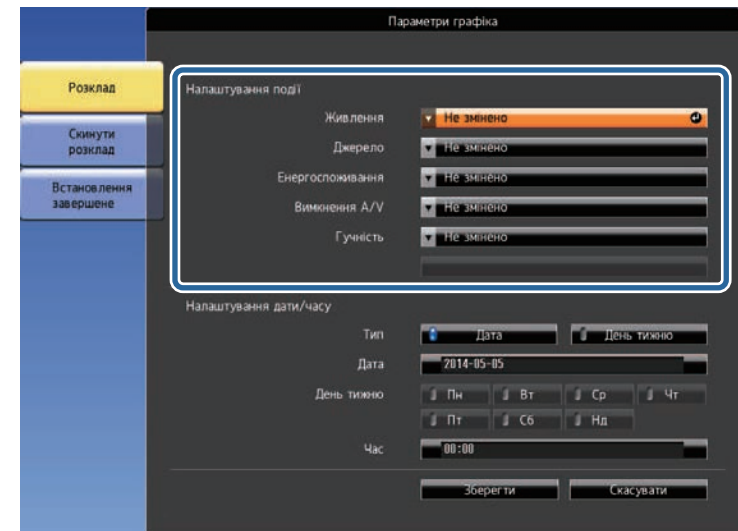 Параметри графіка
Розклад
Скинути
розклад
Встановлення
завершене
Налаштування події
Живлення Не змінено
Джерело Не змінено
Енергоспоживання Не змінено
Вимкнення A/V Не змінено
Гучність Не змінено
Налаштування дати/часу
Тип Дата День тижню
Дата 2014-05-05
День тижню Пн Вт Ср Чт
Пт Сб Нд
Час 00:00
Зберегти Скасувати